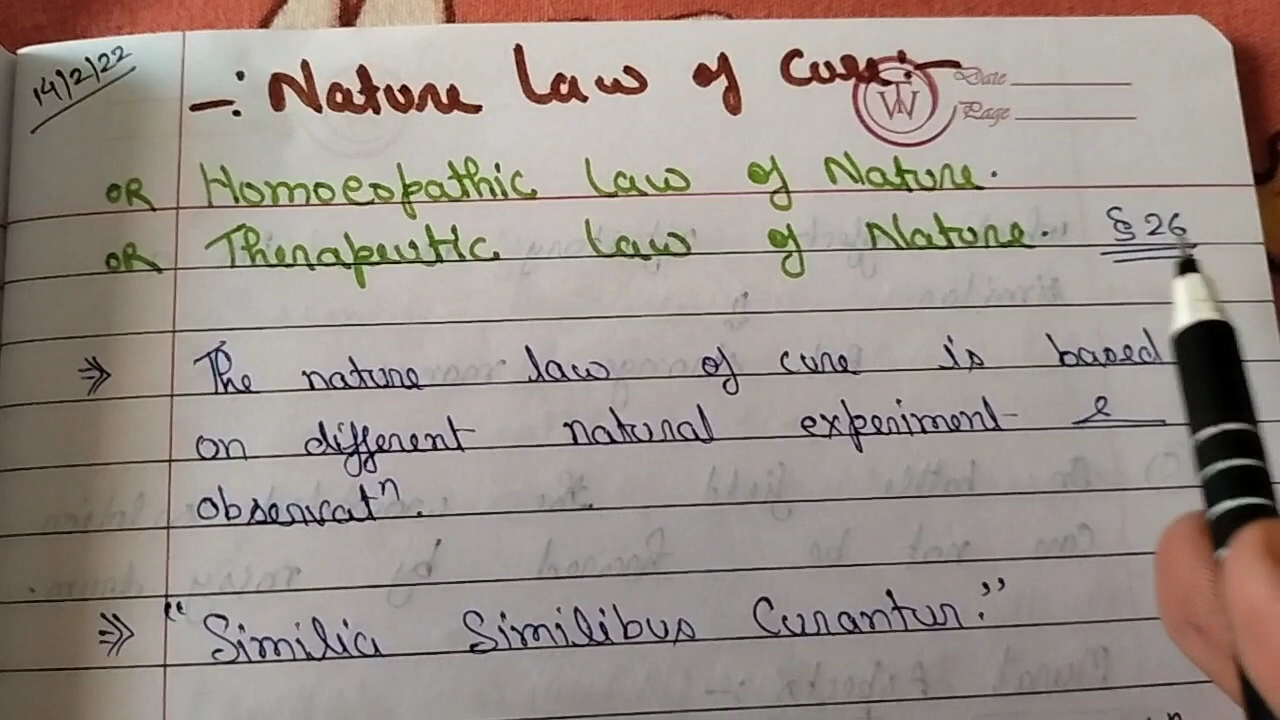 14/2/22
-: Nature law of cure:-
Date
Page
OR Homoeopathic law of Nature.
OR Therapeutic law of Nature. § 26
⇒ The nature law of cure is based
on different natural experiment &
observatⁿ.
⇒ "Similia Similibus Curantur."